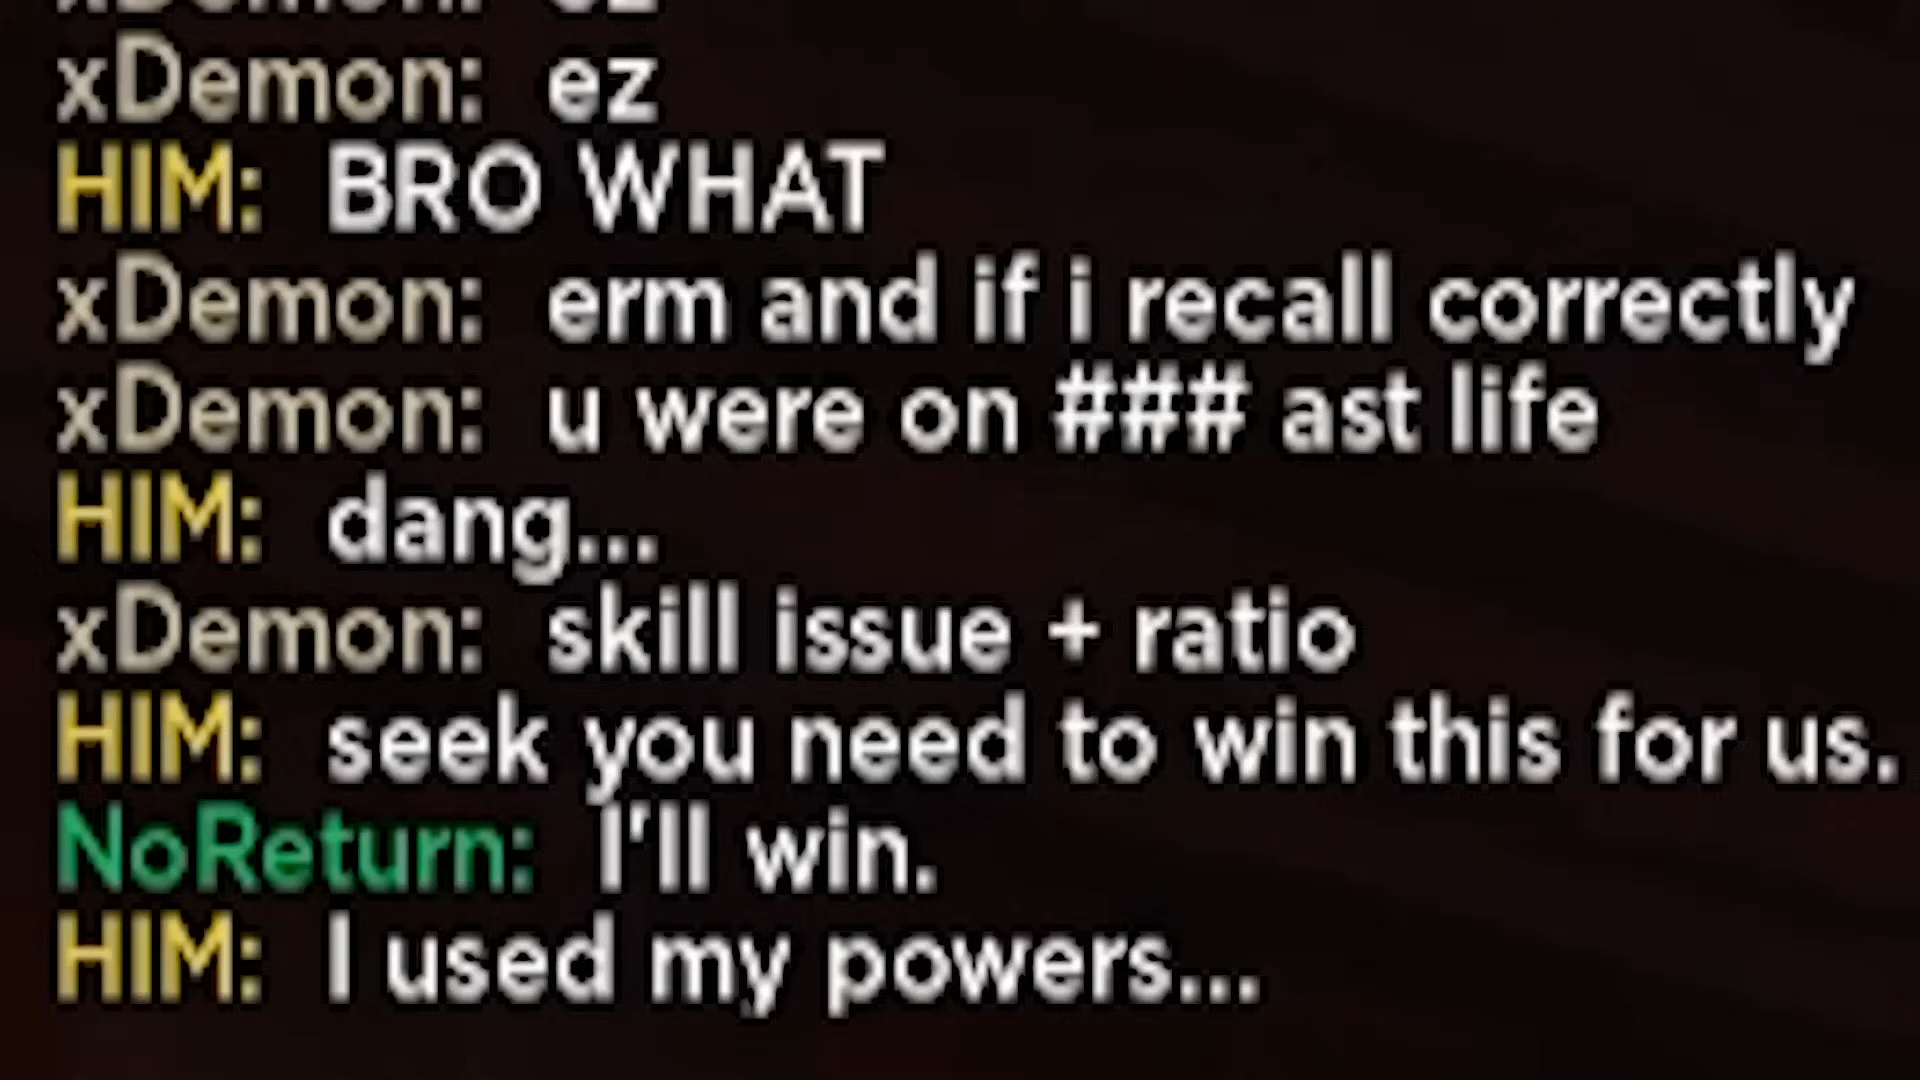 xDemon: ez
xDemon: ez
HIM: BRO WHAT
xDemon: erm and if i recall correctly
xDemon: u were on ### ast life
HIM: dang...
xDemon: skill issue + ratio
HIM: seek you need to win this for us.
NoReturn: I'll win.
HIM: I used my powers...